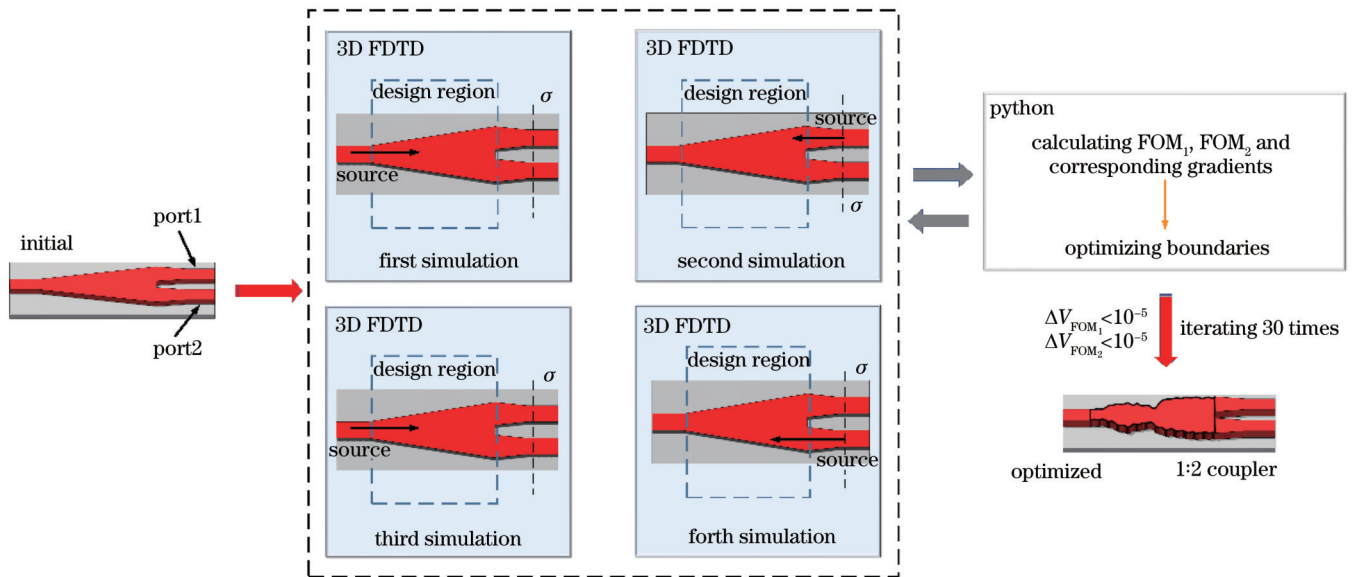 initial
port1
port2
3D FDTD
design region
σ
source
first simulation
3D FDTD
design region
source
σ
second simulation
3D FDTD
design region
σ
source
third simulation
3D FDTD
design region
σ
source
forth simulation
python
calculating FOM₁, FOM₂ and
corresponding gradients
optimizing boundaries
ΔV_FOM₁<10⁻⁵
ΔV_FOM₂<10⁻⁵
iterating 30 times
optimized
1:2 coupler